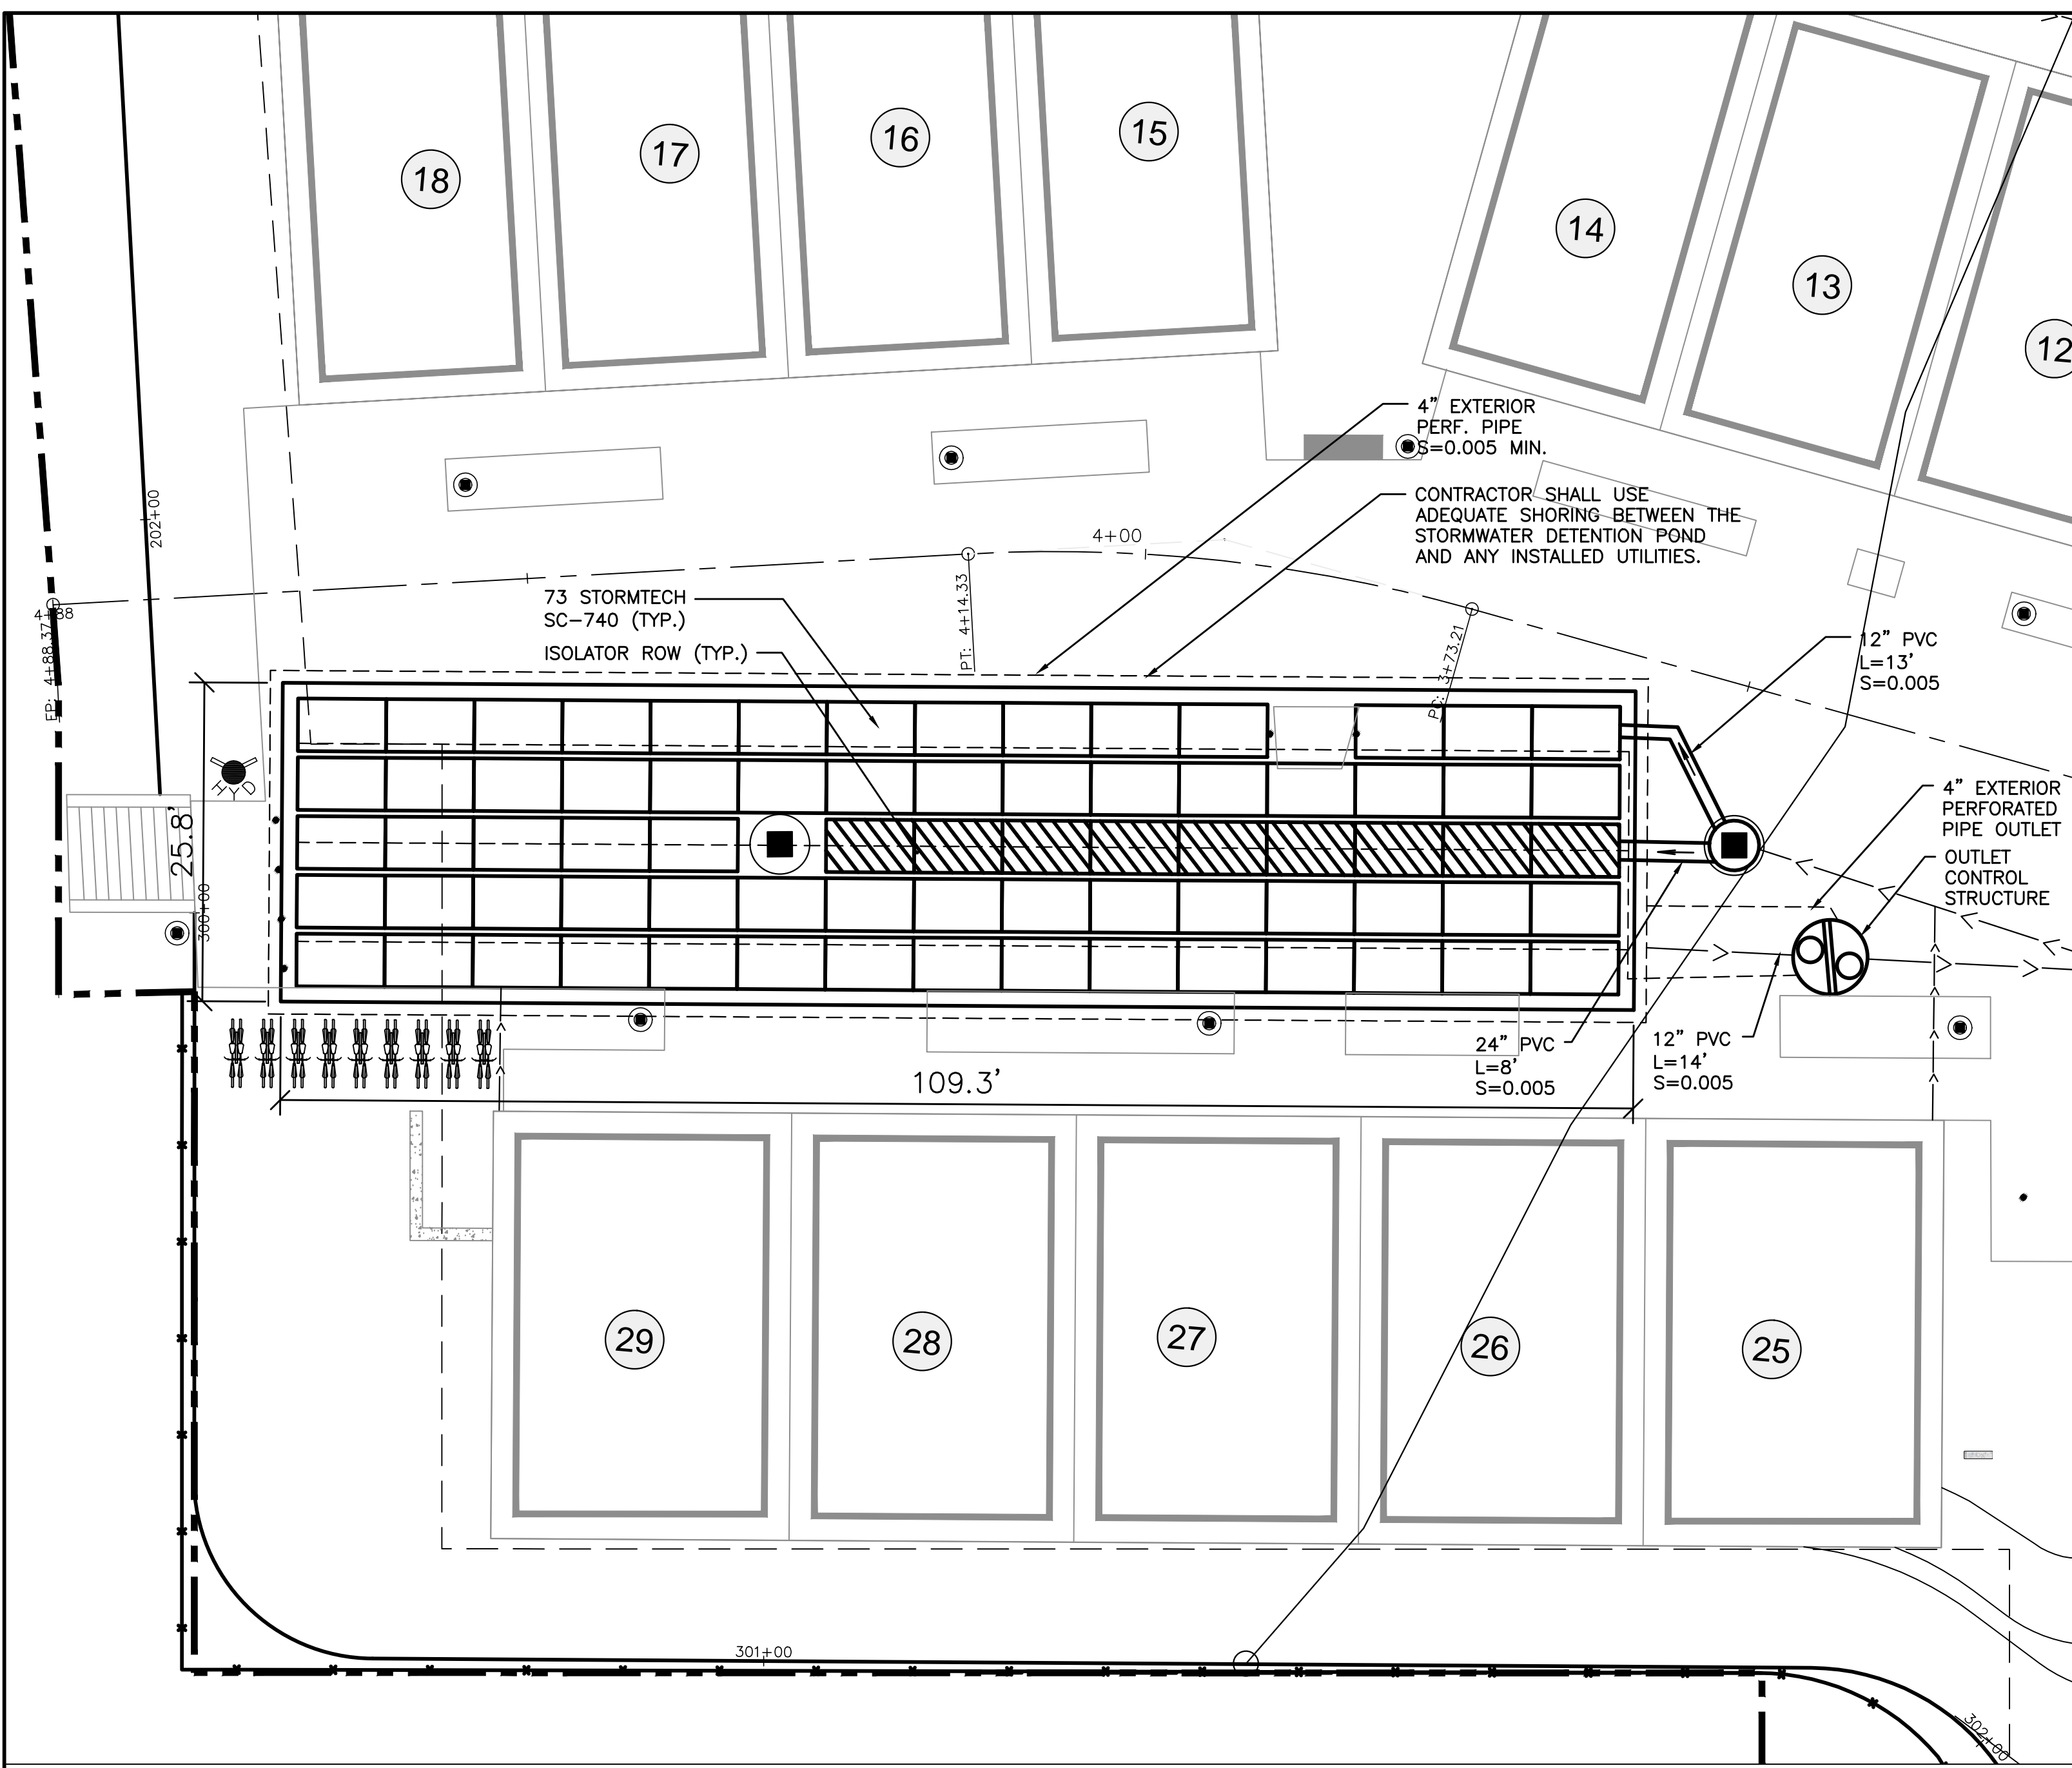 18
17
16
15
14
13
12
4” EXTERIOR
PERF. PIPE
S=0.005 MIN.
CONTRACTOR SHALL USE
ADEQUATE SHORING BETWEEN THE
STORMWATER DETENTION POND
AND ANY INSTALLED UTILITIES.
202+00
4+00
4+88
EP: 4+88.37
PT: 4+14.33
PC: 3+73.21
73 STORMTECH
SC-740 (TYP.)
ISOLATOR ROW (TYP.)
12” PVC
L=13’
S=0.005
HYD
25.8’
300+00
4” EXTERIOR
PERFORATED
PIPE OUTLET
OUTLET
CONTROL
STRUCTURE
24” PVC
L=8’
S=0.005
12” PVC
L=14’
S=0.005
109.3’
29
28
27
26
25
301+00
302+00